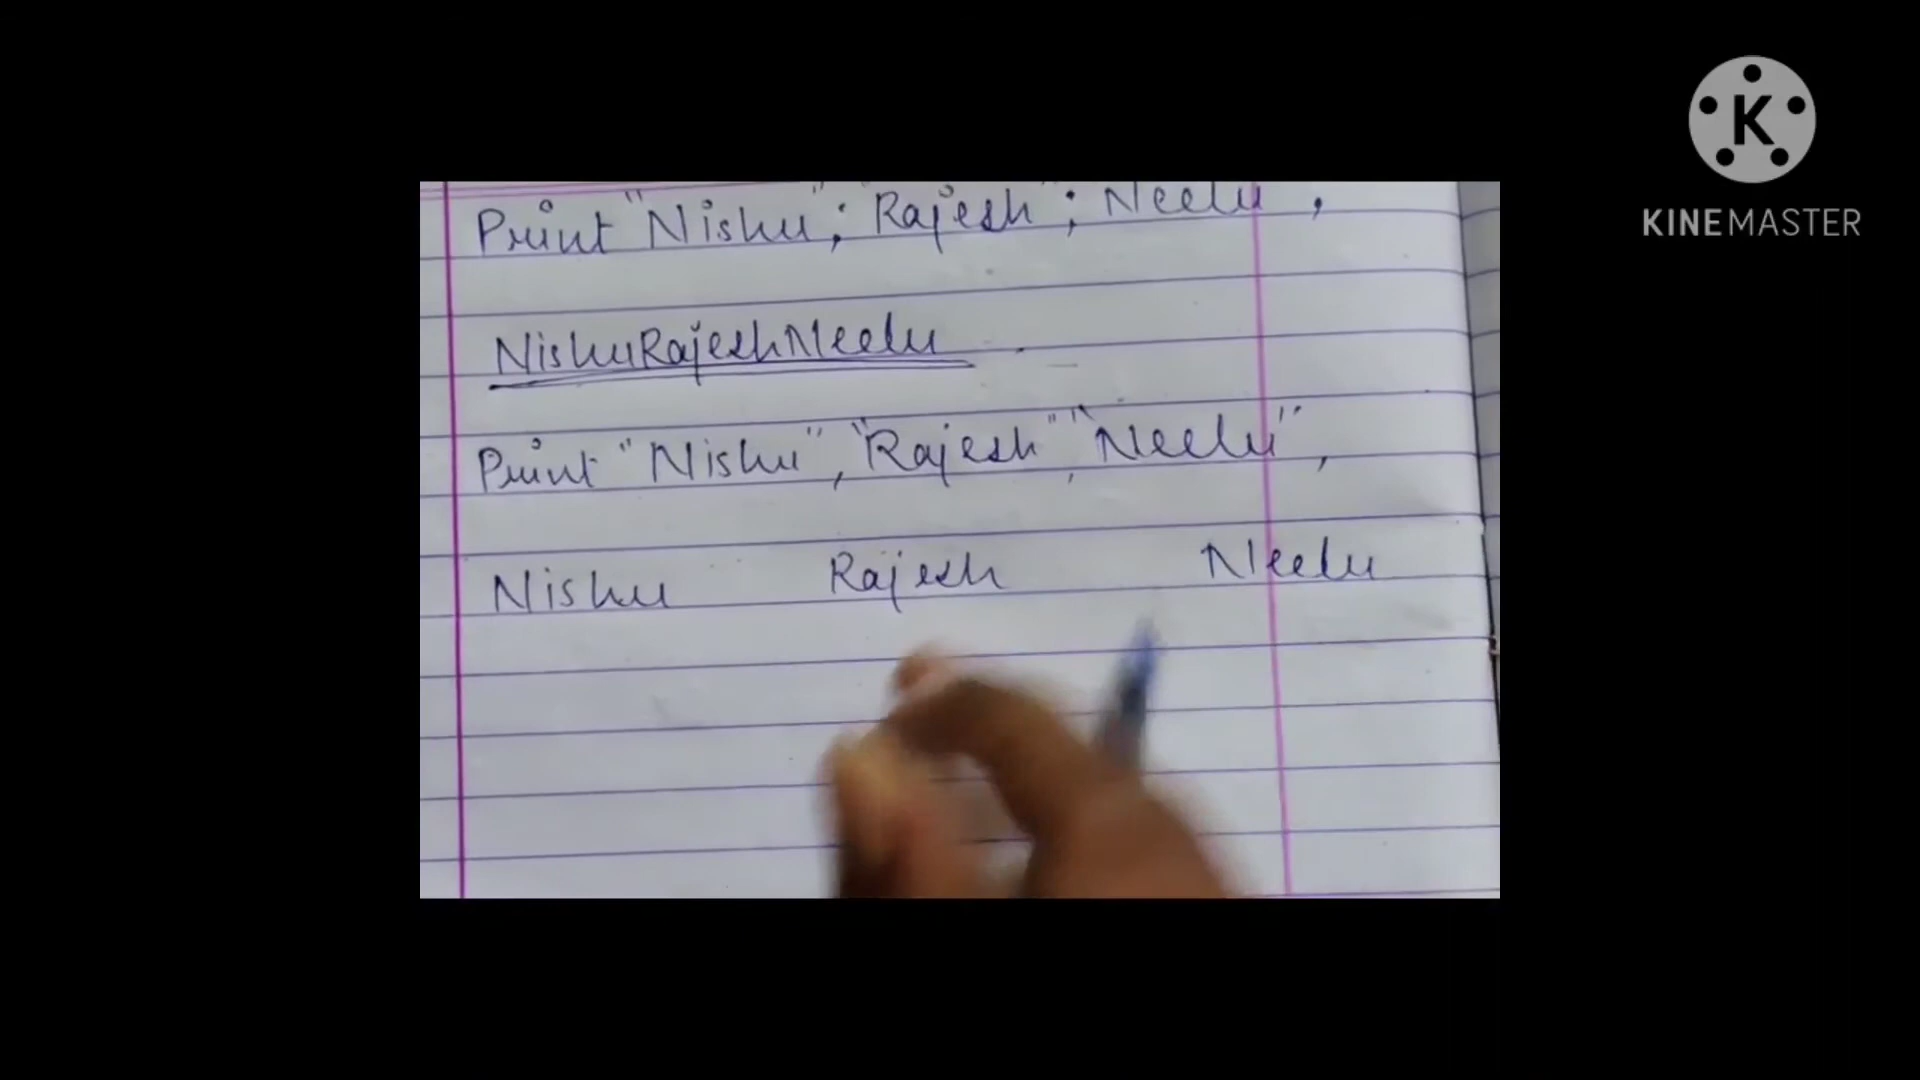 Print "Nishu"; "Rajesh"; Neelu ,
NishuRajeshNeelu
Print "Nishu", "Rajesh", "Neelu",
Nishu Rajesh Neelu
K
KINEMASTER